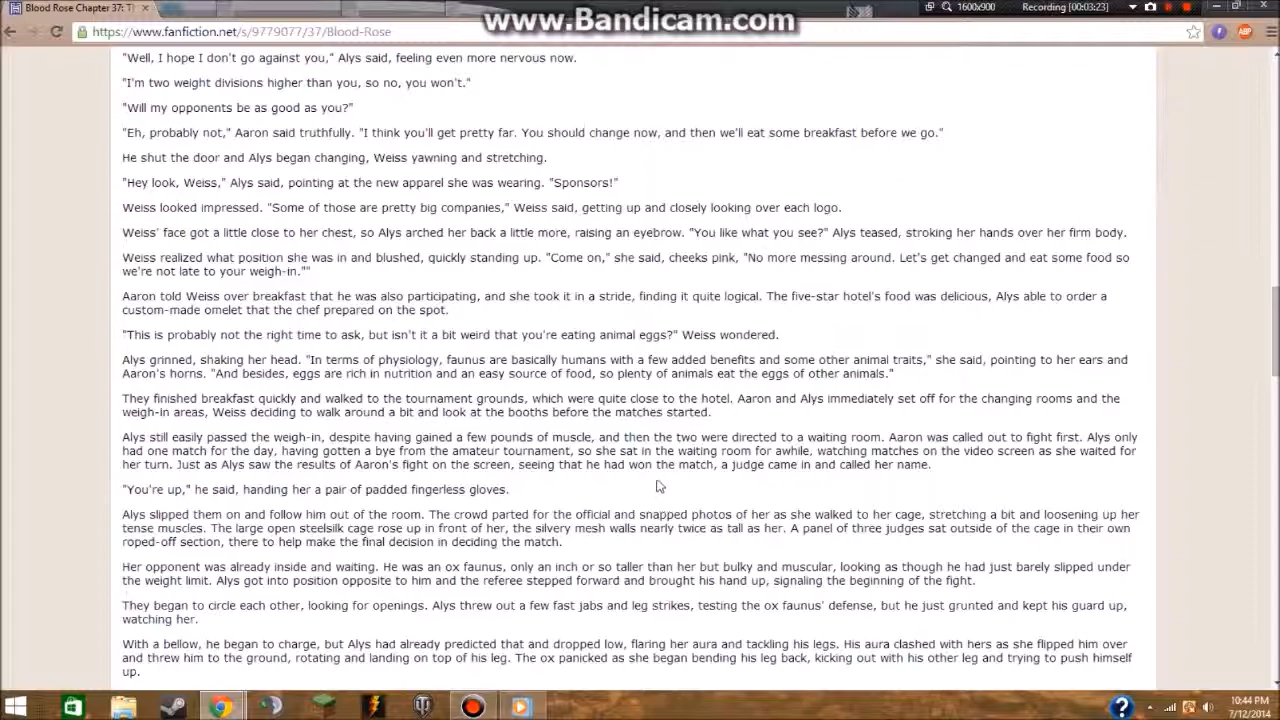 Blood Rose Chapter 37: T
www.Bandicam.com
1600x900
Recording [00:03:23]
https://www.fanfiction.net/s/9779077/37/Blood-Rose
ABP
"Well, I hope I don't go against you," Alys said, feeling even more nervous now.
"I'm two weight divisions higher than you, so no, you won't."
"Will my opponents be as good as you?"
"Eh, probably not," Aaron said truthfully. "I think you'll get pretty far. You should change now, and then we'll eat some breakfast before we go."
He shut the door and Alys began changing, Weiss yawning and stretching.
"Hey look, Weiss," Alys said, pointing at the new apparel she was wearing. "Sponsors!"
Weiss looked impressed. "Some of those are pretty big companies," Weiss said, getting up and closely looking over each logo.
Weiss' face got a little close to her chest, so Alys arched her back a little more, raising an eyebrow. "You like what you see?" Alys teased, stroking her hands over her firm body.
Weiss realized what position she was in and blushed, quickly standing up. "Come on," she said, cheeks pink, "No more messing around. Let's get changed and eat some food so
we're not late to your weigh-in.""
Aaron told Weiss over breakfast that he was also participating, and she took it in a stride, finding it quite logical. The five-star hotel's food was delicious, Alys able to order a
custom-made omelet that the chef prepared on the spot.
"This is probably not the right time to ask, but isn't it a bit weird that you're eating animal eggs?" Weiss wondered.
Alys grinned, shaking her head. "In terms of physiology, faunus are basically humans with a few added benefits and some other animal traits," she said, pointing to her ears and
Aaron's horns. "And besides, eggs are rich in nutrition and an easy source of food, so plenty of animals eat the eggs of other animals."
They finished breakfast quickly and walked to the tournament grounds, which were quite close to the hotel. Aaron and Alys immediately set off for the changing rooms and the
weigh-in areas, Weiss deciding to walk around a bit and look at the booths before the matches started.
Alys still easily passed the weigh-in, despite having gained a few pounds of muscle, and then the two were directed to a waiting room. Aaron was called out to fight first. Alys only
had one match for the day, having gotten a bye from the amateur tournament, so she sat in the waiting room for awhile, watching matches on the video screen as she waited for
her turn. Just as Alys saw the results of Aaron's fight on the screen, seeing that he had won the match, a judge came in and called her name.
"You're up," he said, handing her a pair of padded fingerless gloves.
Alys slipped them on and follow him out of the room. The crowd parted for the official and snapped photos of her as she walked to her cage, stretching a bit and loosening up her
tense muscles. The large open steelsilk cage rose up in front of her, the silvery mesh walls nearly twice as tall as her. A panel of three judges sat outside of the cage in their own
roped-off section, there to help make the final decision in deciding the match.
Her opponent was already inside and waiting. He was an ox faunus, only an inch or so taller than her but bulky and muscular, looking as though he had just barely slipped under
the weight limit. Alys got into position opposite to him and the referee stepped forward and brought his hand up, signaling the beginning of the fight.
They began to circle each other, looking for openings. Alys threw out a few fast jabs and leg strikes, testing the ox faunus' defense, but he just grunted and kept his guard up,
watching her.
With a bellow, he began to charge, but Alys had already predicted that and dropped low, flaring her aura and tackling his legs. His aura clashed with hers as she flipped him over
and threw him to the ground, rotating and landing on top of his leg. The ox panicked as she began bending his leg back, kicking out with his other leg and trying to push himself
up.
10:44 PM
7/12/2014